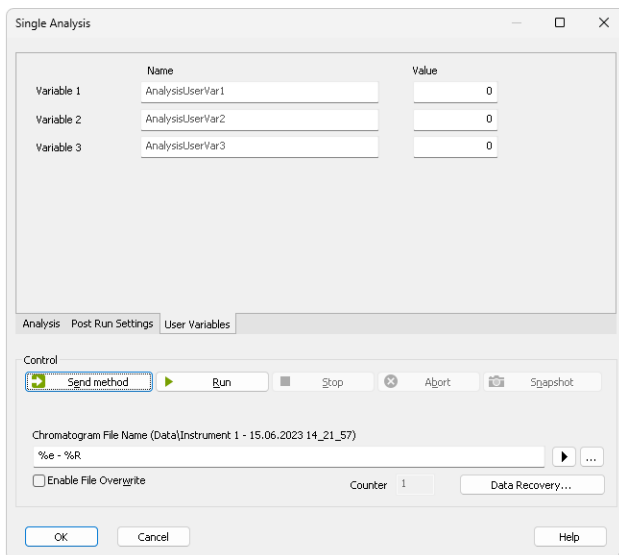 Single Analysis
Name Value
Variable 1 AnalysisUserVar1 0
Variable 2 AnalysisUserVar2 0
Variable 3 AnalysisUserVar3 0
Analysis Post Run Settings User Variables
Control
Send method Run Stop Abort Snapshot
Chromatogram File Name (Data\Instrument 1 - 15.06.2023 14_21_57)
%e - %R ...
Enable File Overwrite Counter 1 Data Recovery...
OK Cancel Help